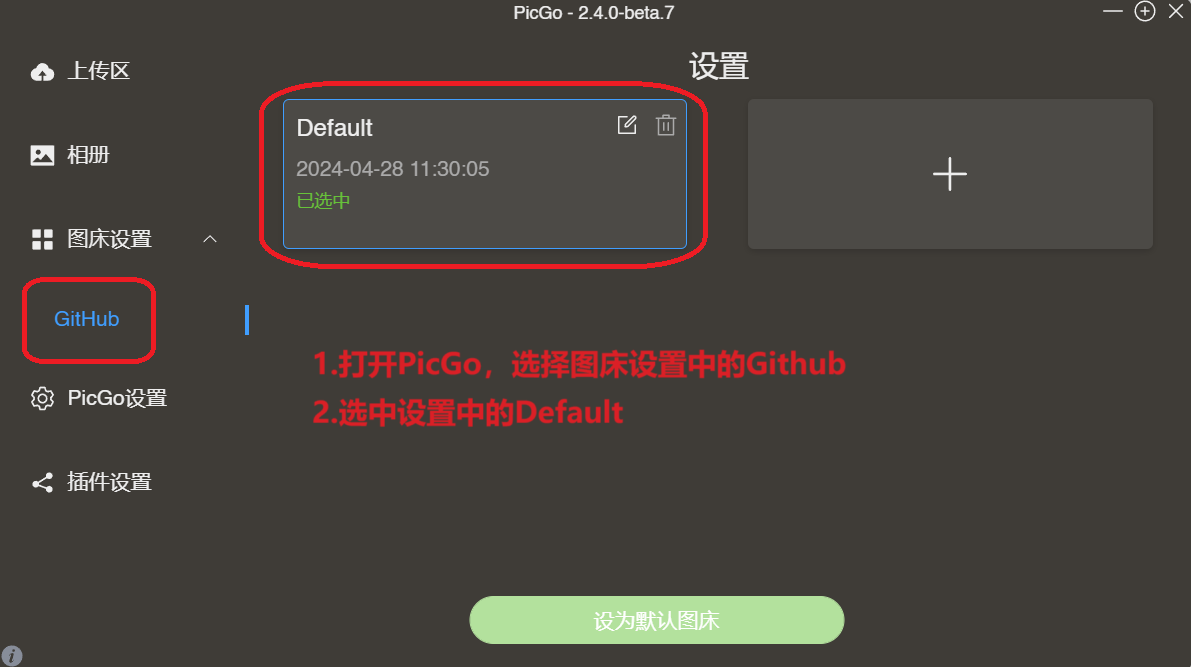 PicGo - 2.4.0-beta.7
上传区
相册
图床设置
GitHub
PicGo设置
插件设置
设置
Default
2024-04-28 11:30:05
已选中
1.打开PicGo，选择图床设置中的Github
2.选中设置中的Default
设为默认图床